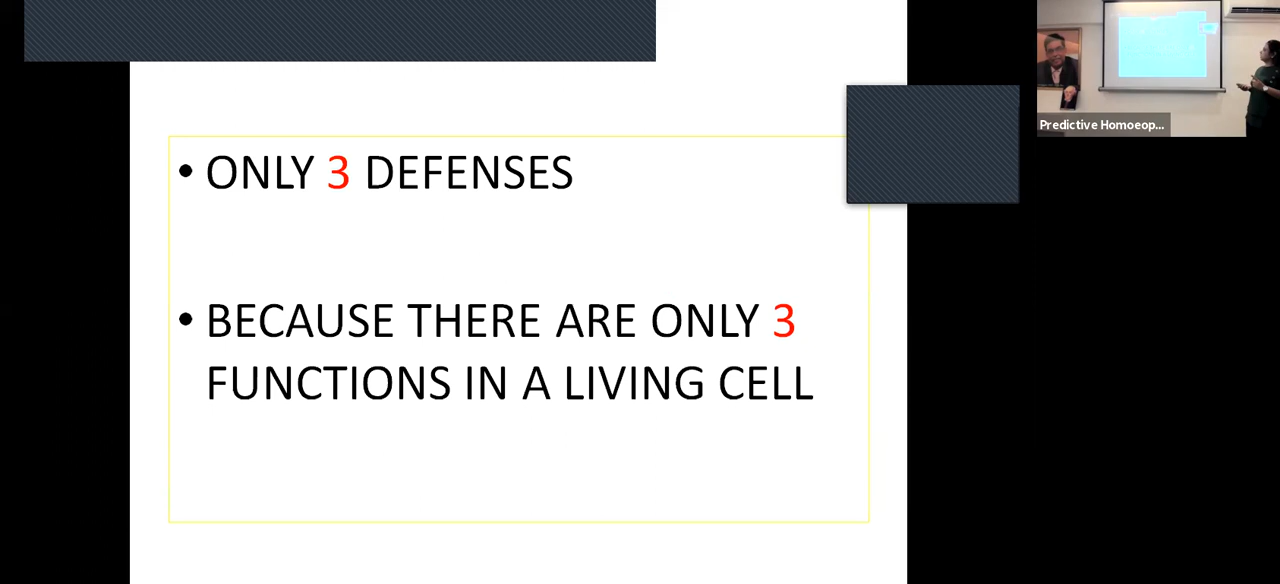 • ONLY 3 DEFENSES
• BECAUSE THERE ARE ONLY 3
FUNCTIONS IN A LIVING CELL
Predictive Homoeop...